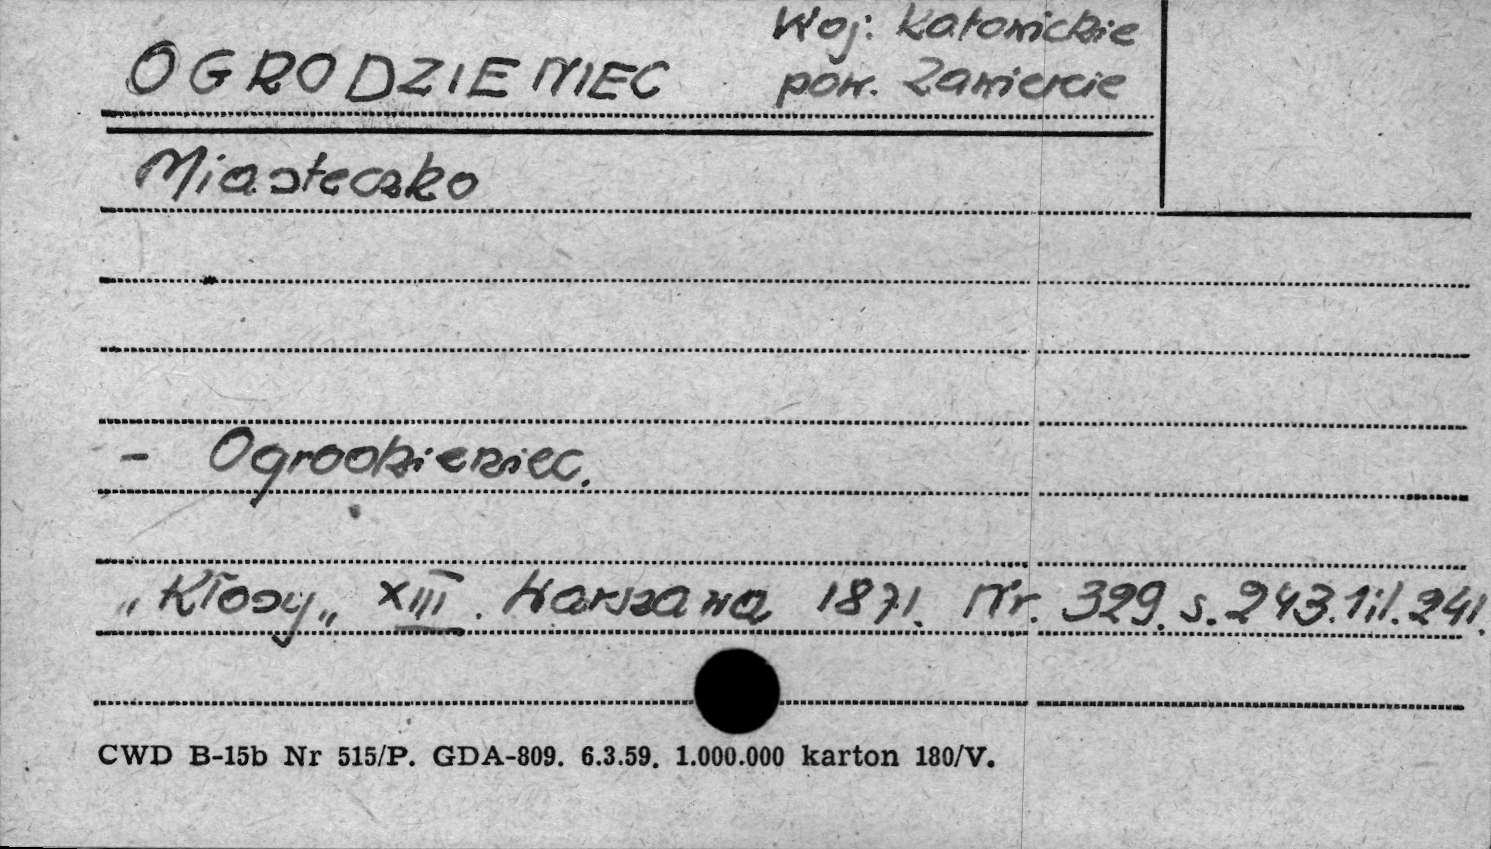 Woj: Katowickie
OGRODZIENIEC pow. Zawiercie
Miasteczko
- Ogrodzieniec.
„Kłosy„ XIII. Warszawa 1871. Nr. 329. s. 243. 1 il. 241.
CWD B-15b Nr 515/P. GDA-809. 6.3.59. 1.000.000 karton 180/V.